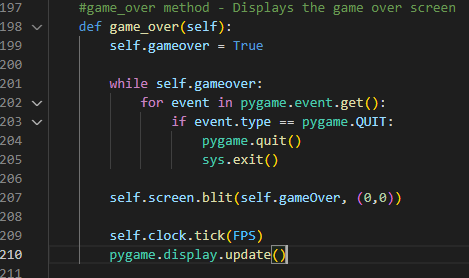 197 #game_over method - Displays the game over screen
198 def game_over(self):
199 self.gameover = True
200
201 while self.gameover:
202 for event in pygame.event.get():
203 if event.type == pygame.QUIT:
204 pygame.quit()
205 sys.exit()
206
207 self.screen.blit(self.gameOver, (0,0))
208
209 self.clock.tick(FPS)
210 pygame.display.update()
211